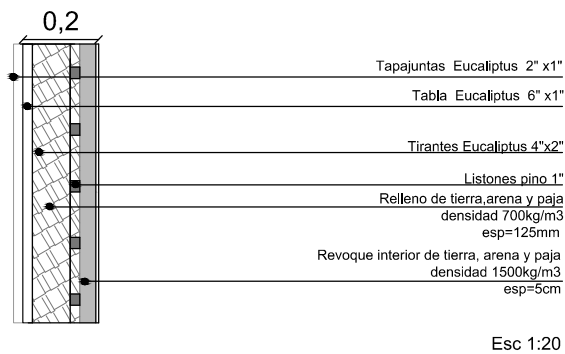 0,2
Tapajuntas Eucaliptus 2" x1"
Tabla Eucaliptus 6" x1"
Tirantes Eucaliptus 4"x2"
Listones pino 1"
Relleno de tierra,arena y paja
densidad 700kg/m3
esp=125mm
Revoque interior de tierra, arena y paja
densidad 1500kg/m3
esp=5cm
Esc 1:20